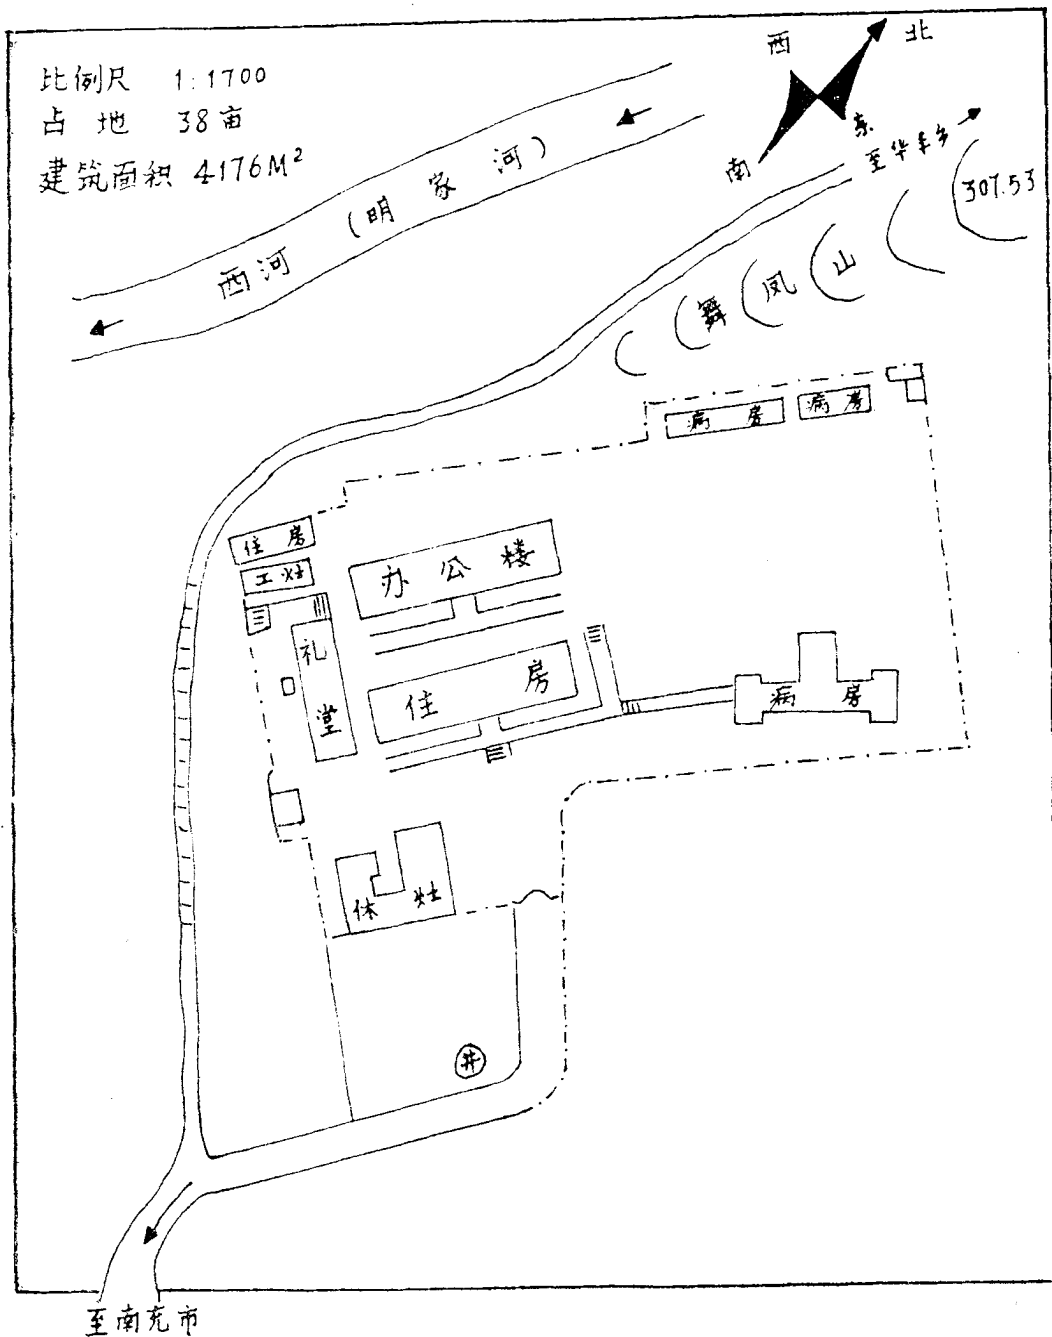 比例尺 1:1700
占地 38亩
建筑面积 4176M²
西 北
东
南
至华丰乡
西河(明家河)
307.53
舞凤山
病房
病房
住房
工灶
办公楼
礼堂
住房
病房
休灶
井
至南充市